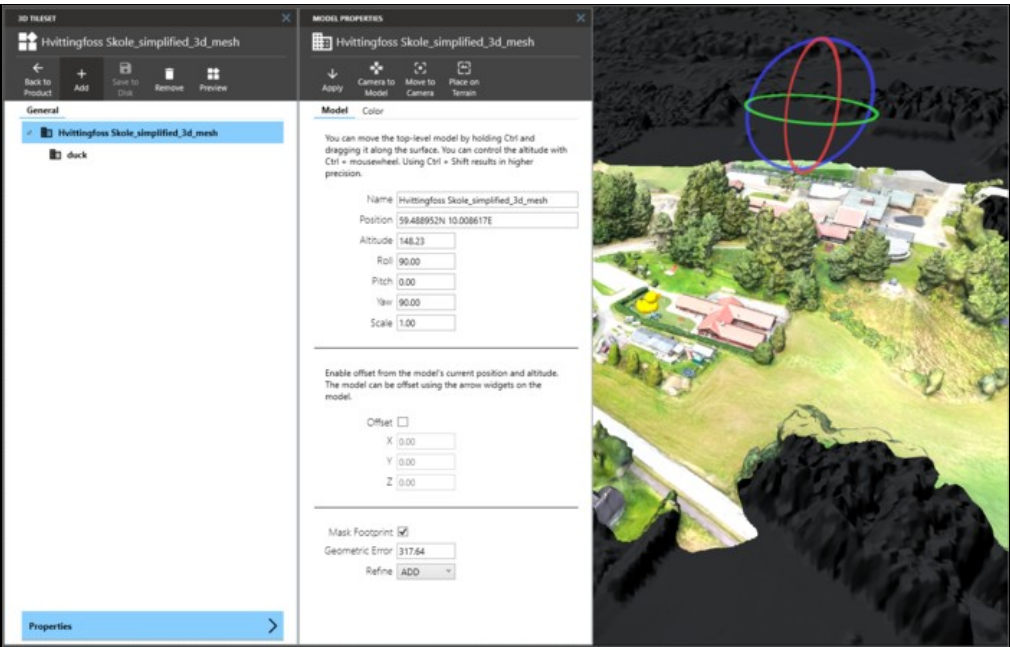 3D TILESET
Hvittingfoss Skole_simplified_3d_mesh
Back to Product
Add
Save to Disk
Remove
Preview
General
Hvittingfoss Skole_simplified_3d_mesh
duck
Properties
MODEL PROPERTIES
Hvittingfoss Skole_simplified_3d_mesh
Apply
Camera to Model
Move to Camera
Place on Terrain
Model Color
You can move the top-level model by holding Ctrl and
dragging it along the surface. You can control the altitude with
Ctrl + mousewheel. Using Ctrl + Shift results in higher
precision.
Name Hvittingfoss Skole_simplified_3d_mesh
Position 59.488952N 10.008617E
Altitude 148.23
Roll 90.00
Pitch 0.00
Yaw 90.00
Scale 1.00
Enable offset from the model's current position and altitude.
The model can be offset using the arrow widgets on the
model.
Offset
X 0.00
Y 0.00
Z 0.00
Mask Footprint
Geometric Error 317.64
Refine ADD